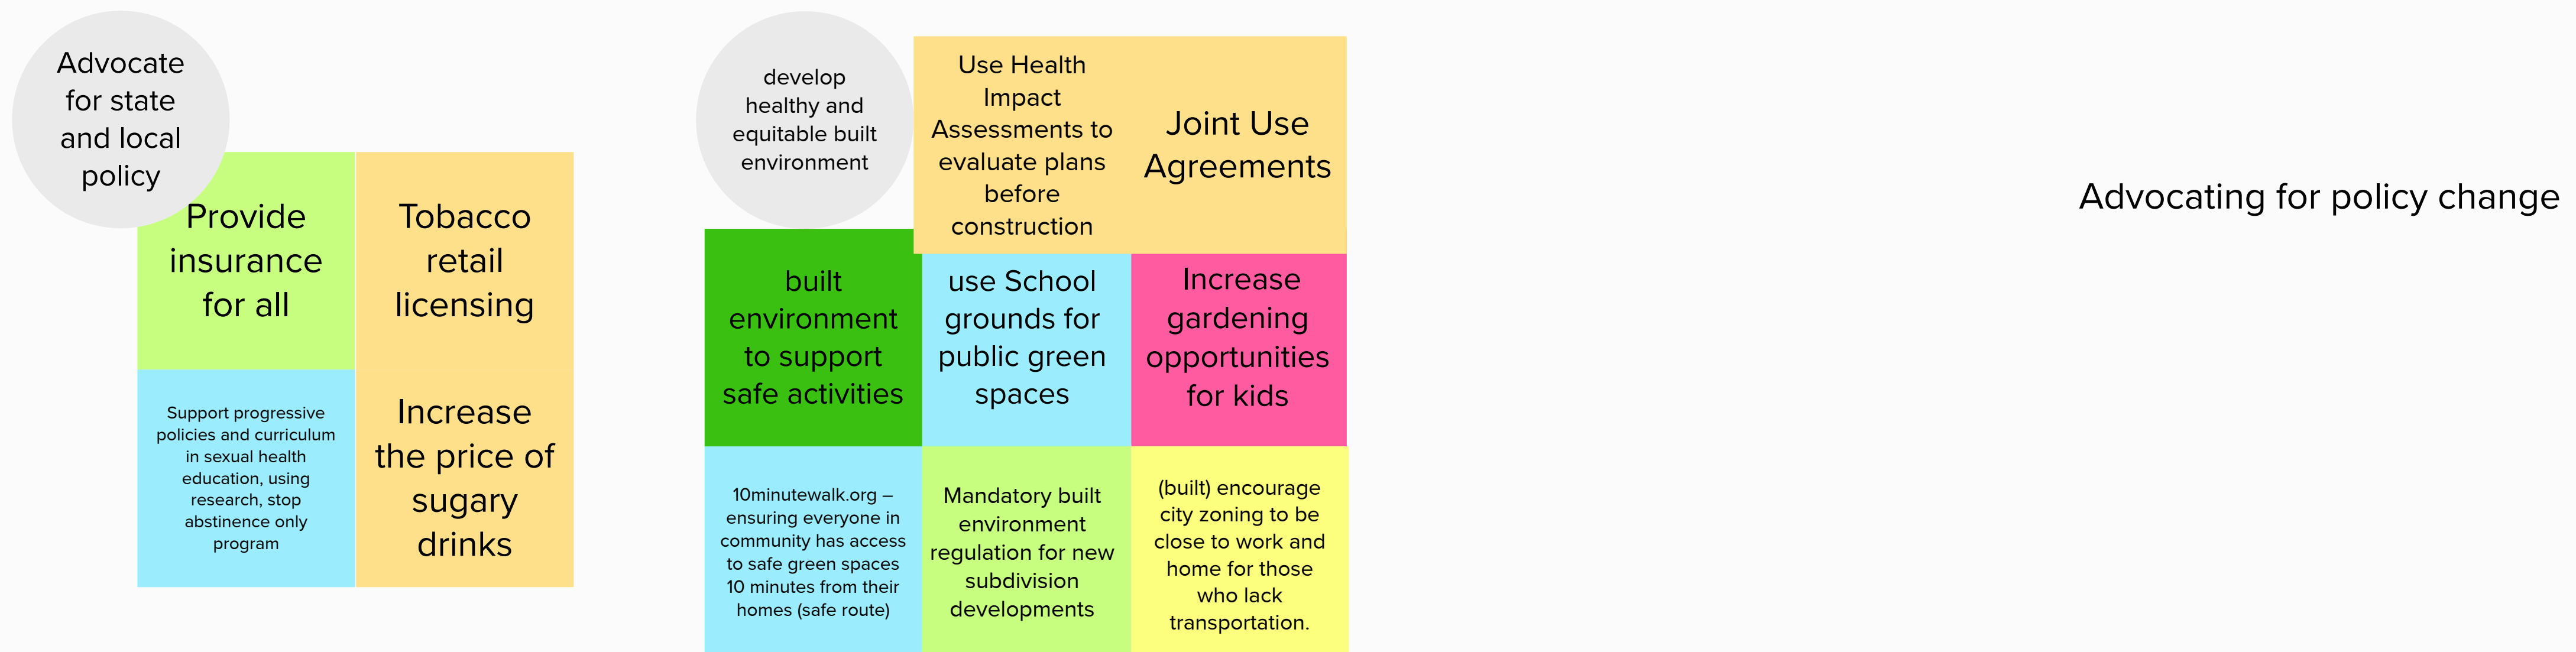 Advocate
for state
and local
policy
Provide
insurance
for all
Tobacco
retail
licensing
Support progressive
policies and curriculum
in sexual health
education, using
research, stop
abstinence only
program
Increase
the price of
sugary
drinks
develop
healthy and
equitable built
environment
Use Health
Impact
Assessments to
evaluate plans
before
construction
Joint Use
Agreements
built
environment
to support
safe activities
use School
grounds for
public green
spaces
Increase
gardening
opportunities
for kids
10minutewalk.org –
ensuring everyone in
community has access
to safe green spaces
10 minutes from their
homes (safe route)
Mandatory built
environment
regulation for new
subdivision
developments
(built) encourage
city zoning to be
close to work and
home for those
who lack
transportation.
Advocating for policy change